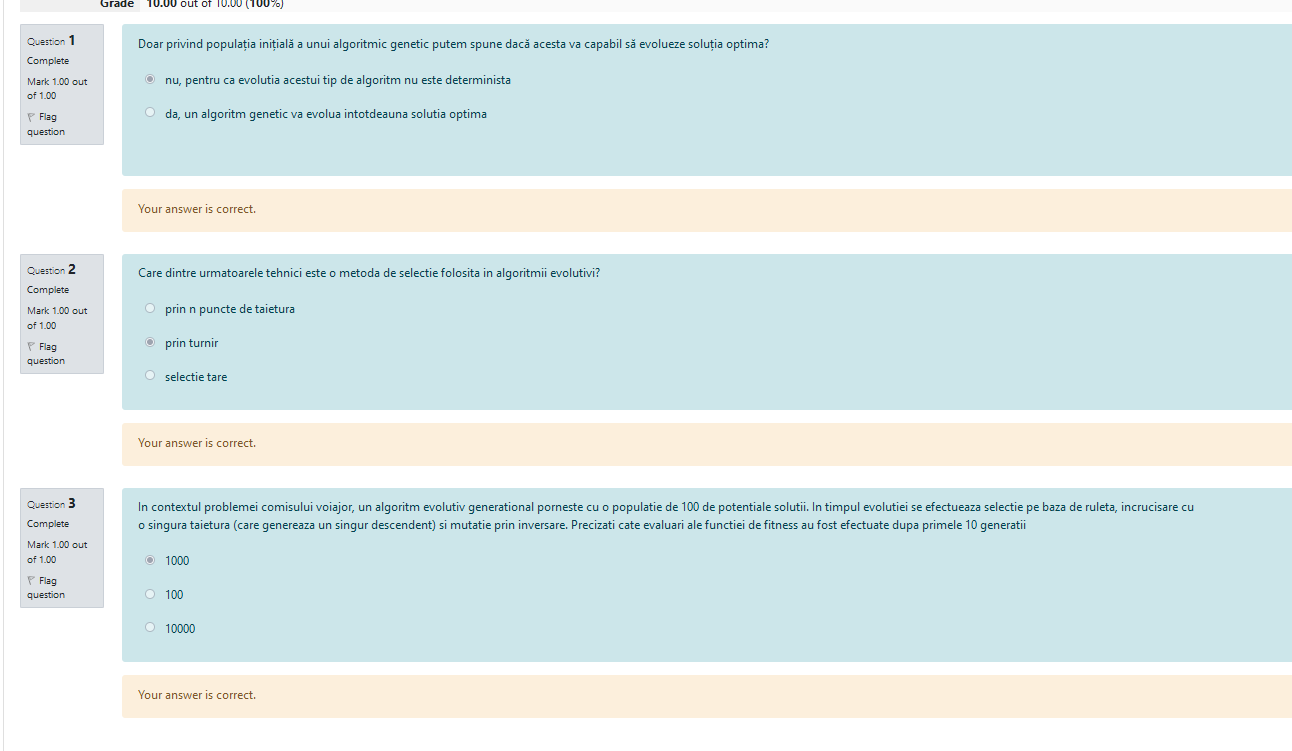 Grade 10.00 out of 10.00 (100%)
Question 1
Complete
Mark 1.00 out
of 1.00
Flag
question
Doar privind populația inițială a unui algoritmic genetic putem spune dacă acesta va capabil să evolueze soluția optima?
nu, pentru ca evolutia acestui tip de algoritm nu este determinista
da, un algoritm genetic va evolua intotdeauna solutia optima
Your answer is correct.
Question 2
Complete
Mark 1.00 out
of 1.00
Flag
question
Care dintre urmatoarele tehnici este o metoda de selectie folosita in algoritmii evolutivi?
prin n puncte de taietura
prin turnir
selectie tare
Your answer is correct.
Question 3
Complete
Mark 1.00 out
of 1.00
Flag
question
In contextul problemei comisului voiajor, un algoritm evolutiv generational porneste cu o populatie de 100 de potentiale solutii. In timpul evolutiei se efectueaza selectie pe baza de ruleta, incrucisare cu
o singura taietura (care genereaza un singur descendent) si mutatie prin inversare. Precizati cate evaluari ale functiei de fitness au fost efectuate dupa primele 10 generatii
1000
100
10000
Your answer is correct.